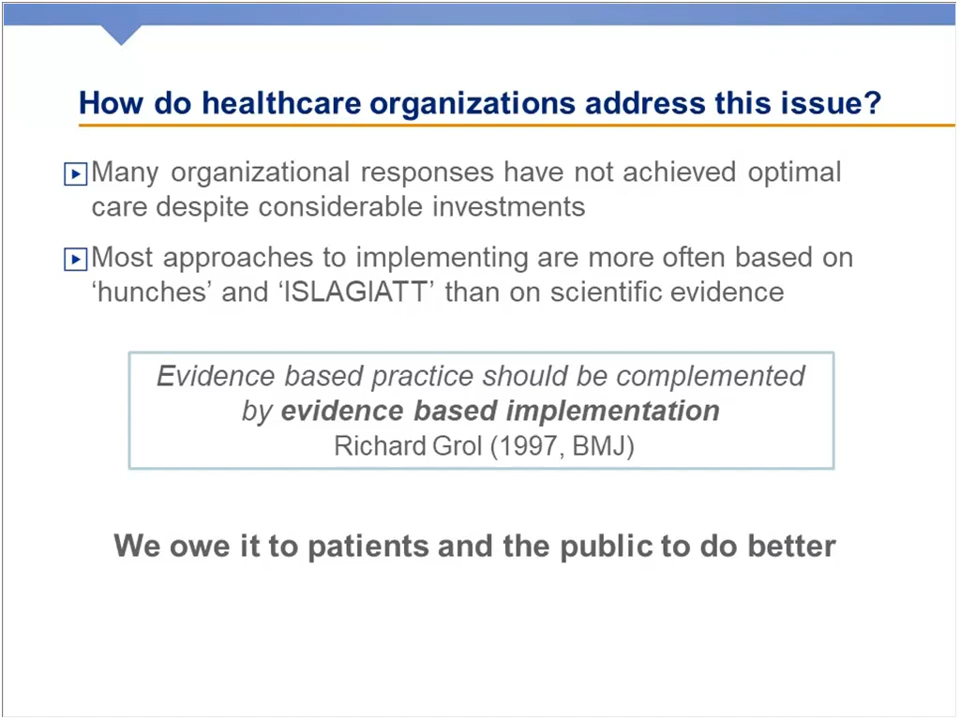 How do healthcare organizations address this issue?
Many organizational responses have not achieved optimal
care despite considerable investments
Most approaches to implementing are more often based on
‘hunches’ and ‘ISLAGIATT’ than on scientific evidence
Evidence based practice should be complemented
by evidence based implementation
Richard Grol (1997, BMJ)
We owe it to patients and the public to do better